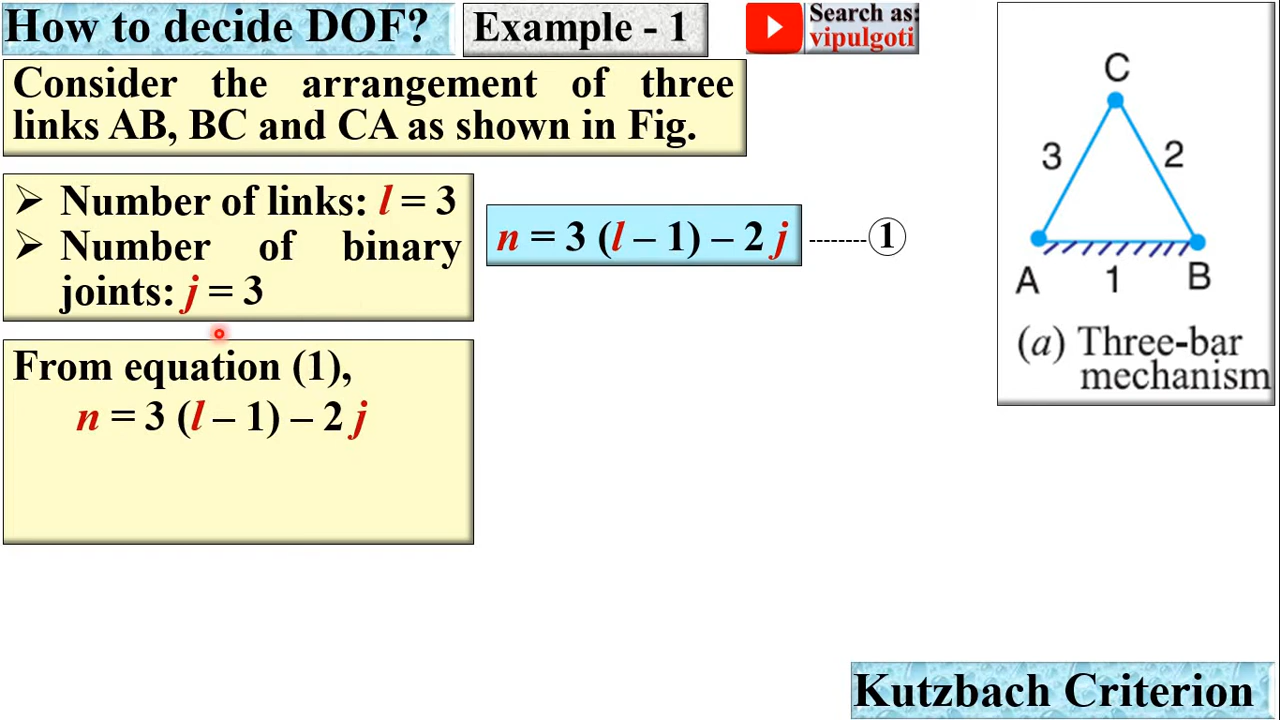 How to decide DOF?
Example - 1
Search as:
vipulgoti
Consider the arrangement of three
links AB, BC and CA as shown in Fig.
➢ Number of links: l = 3
➢ Number of binary
joints: j = 3
n = 3 (l – 1) – 2 j
--------1
From equation (1),
n = 3 (l – 1) – 2 j
C
3
2
A
1
B
(a) Three-bar
mechanism
Kutzbach Criterion